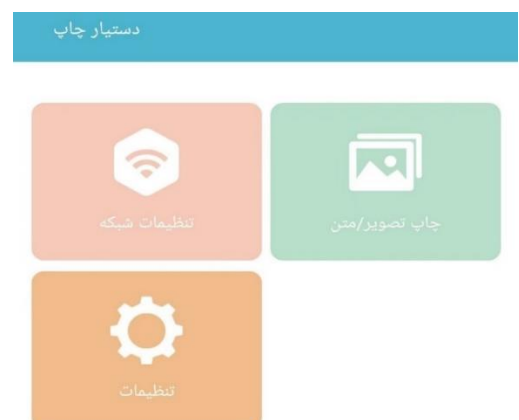 دستیار چاپ
چاپ تصویر/متن
تنظیمات شبکه
تنظیمات